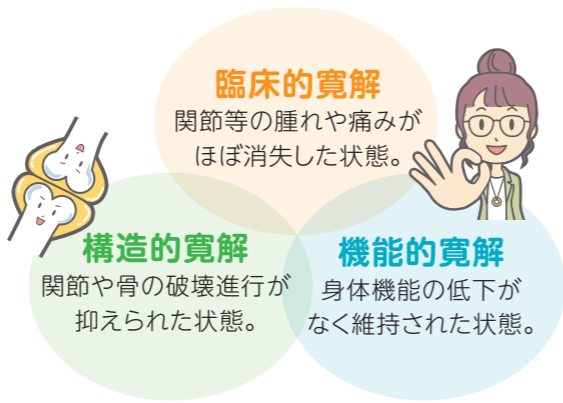 臨床的寛解
関節等の腫れや痛みが
ほぼ消失した状態。
構造的寛解
関節や骨の破壊進行が
抑えられた状態。
機能的寛解
身体機能の低下が
なく維持された状態。